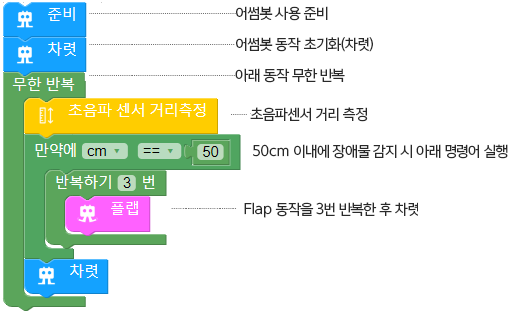 준비 어썸봇 사용 준비
차렷 어썸봇 동작 초기화(차렷)
무한 반복 아래 동작 무한 반복
초음파 센서 거리측정 초음파센서 거리 측정
만약에 cm == 50 50cm 이내에 장애물 감지 시 아래 명령어 실행
반복하기 3 번
플랩 Flap 동작을 3번 반복한 후 차렷
차렷